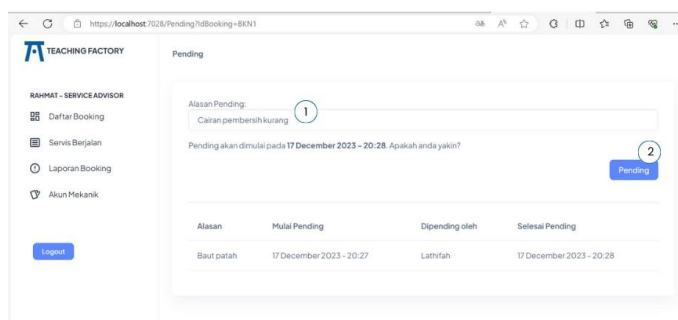 https://localhost:7028/Pending?IdBooking=BKN1
TEACHING FACTORY
Pending
RAHMAT - SERVICE ADVISOR
Daftar Booking
Servis Berjalan
Laporan Booking
Akun Mekanik
Logout
Alasan Pending:
1
Cairan pembersih kurang
Pending akan dimulai pada 17 December 2023 - 20:28. Apakah anda yakin?
2
Pending
Alasan Mulai Pending Dipending oleh Selesai Pending
Baut patah 17 December 2023 - 20:27 Lathifah 17 December 2023 - 20:28